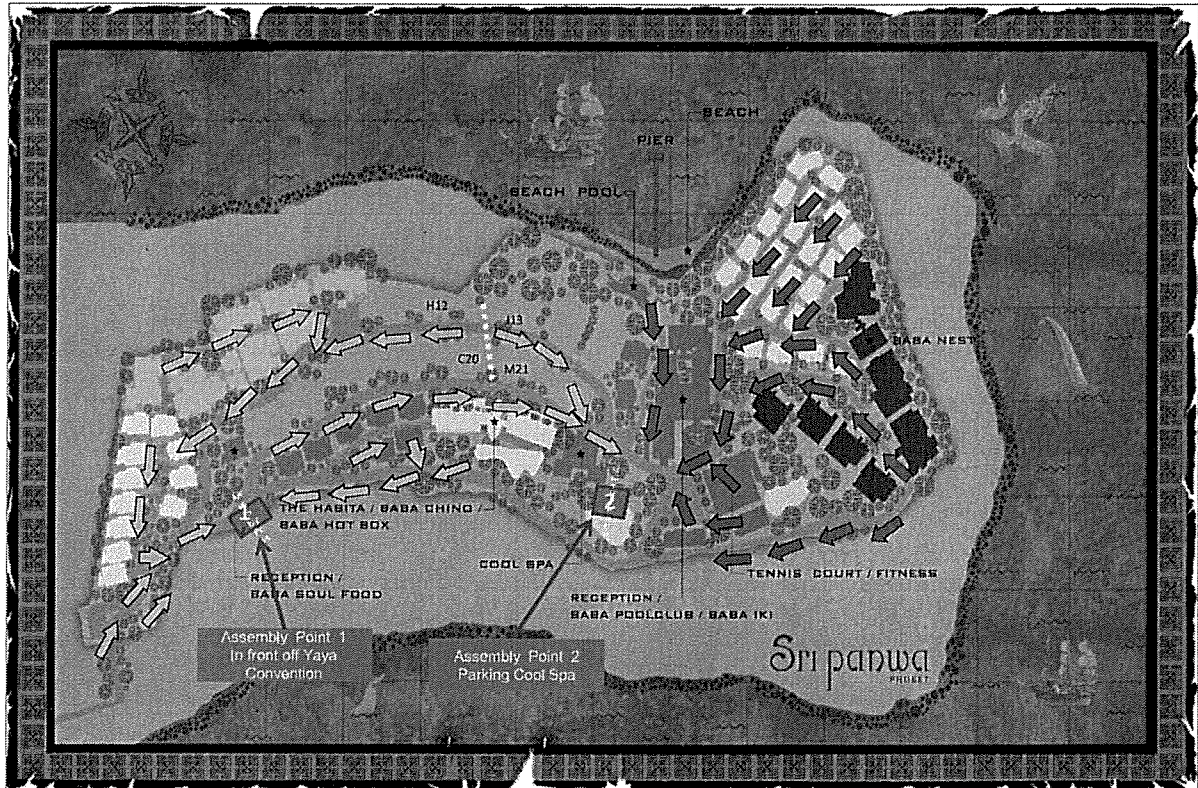 BEACH
PIER
BEACH POOL
H12
J13
C20
M21
BABA NEST
1
2
THE HABITA / BABA CHINO /
BABA HOT BOX
COOL SPA
TENNIS COURT / FITNESS
RECEPTION /
BABA SOUL FOOD
RECEPTION /
BABA POOLCLUB / BABA IKI
Assembly Point 1
In front off Yaya
Convention
Assembly Point 2
Parking Cool Spa
Sri panwa
PHUKET